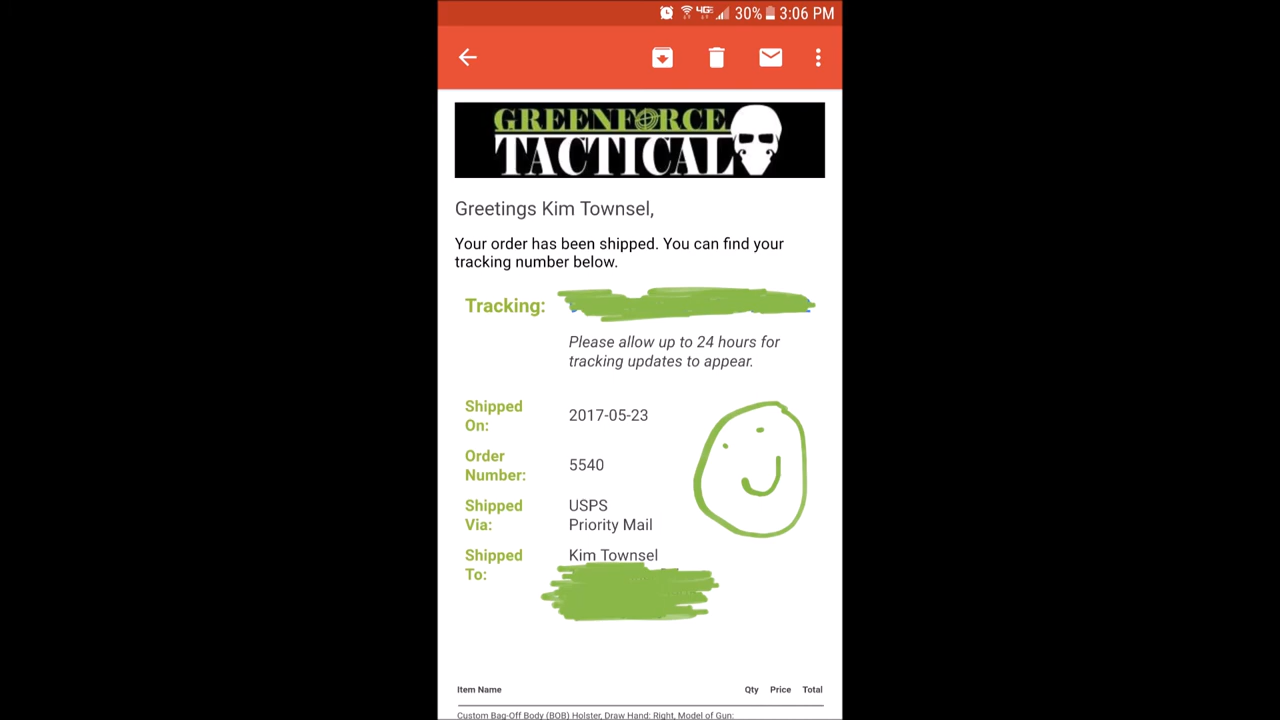 4GE 30% 3:06 PM
GREENFORCE
TACTICAL
Greetings Kim Townsel,
Your order has been shipped. You can find your
tracking number below.
Tracking:
Please allow up to 24 hours for
tracking updates to appear.
Shipped
On:
2017-05-23
Order
Number:
5540
Shipped
Via:
USPS
Priority Mail
Shipped
To:
Kim Townsel
Item Name Qty Price Total
Custom Bag-Off Body (BOB) Holster, Draw Hand: Right, Model of Gun: